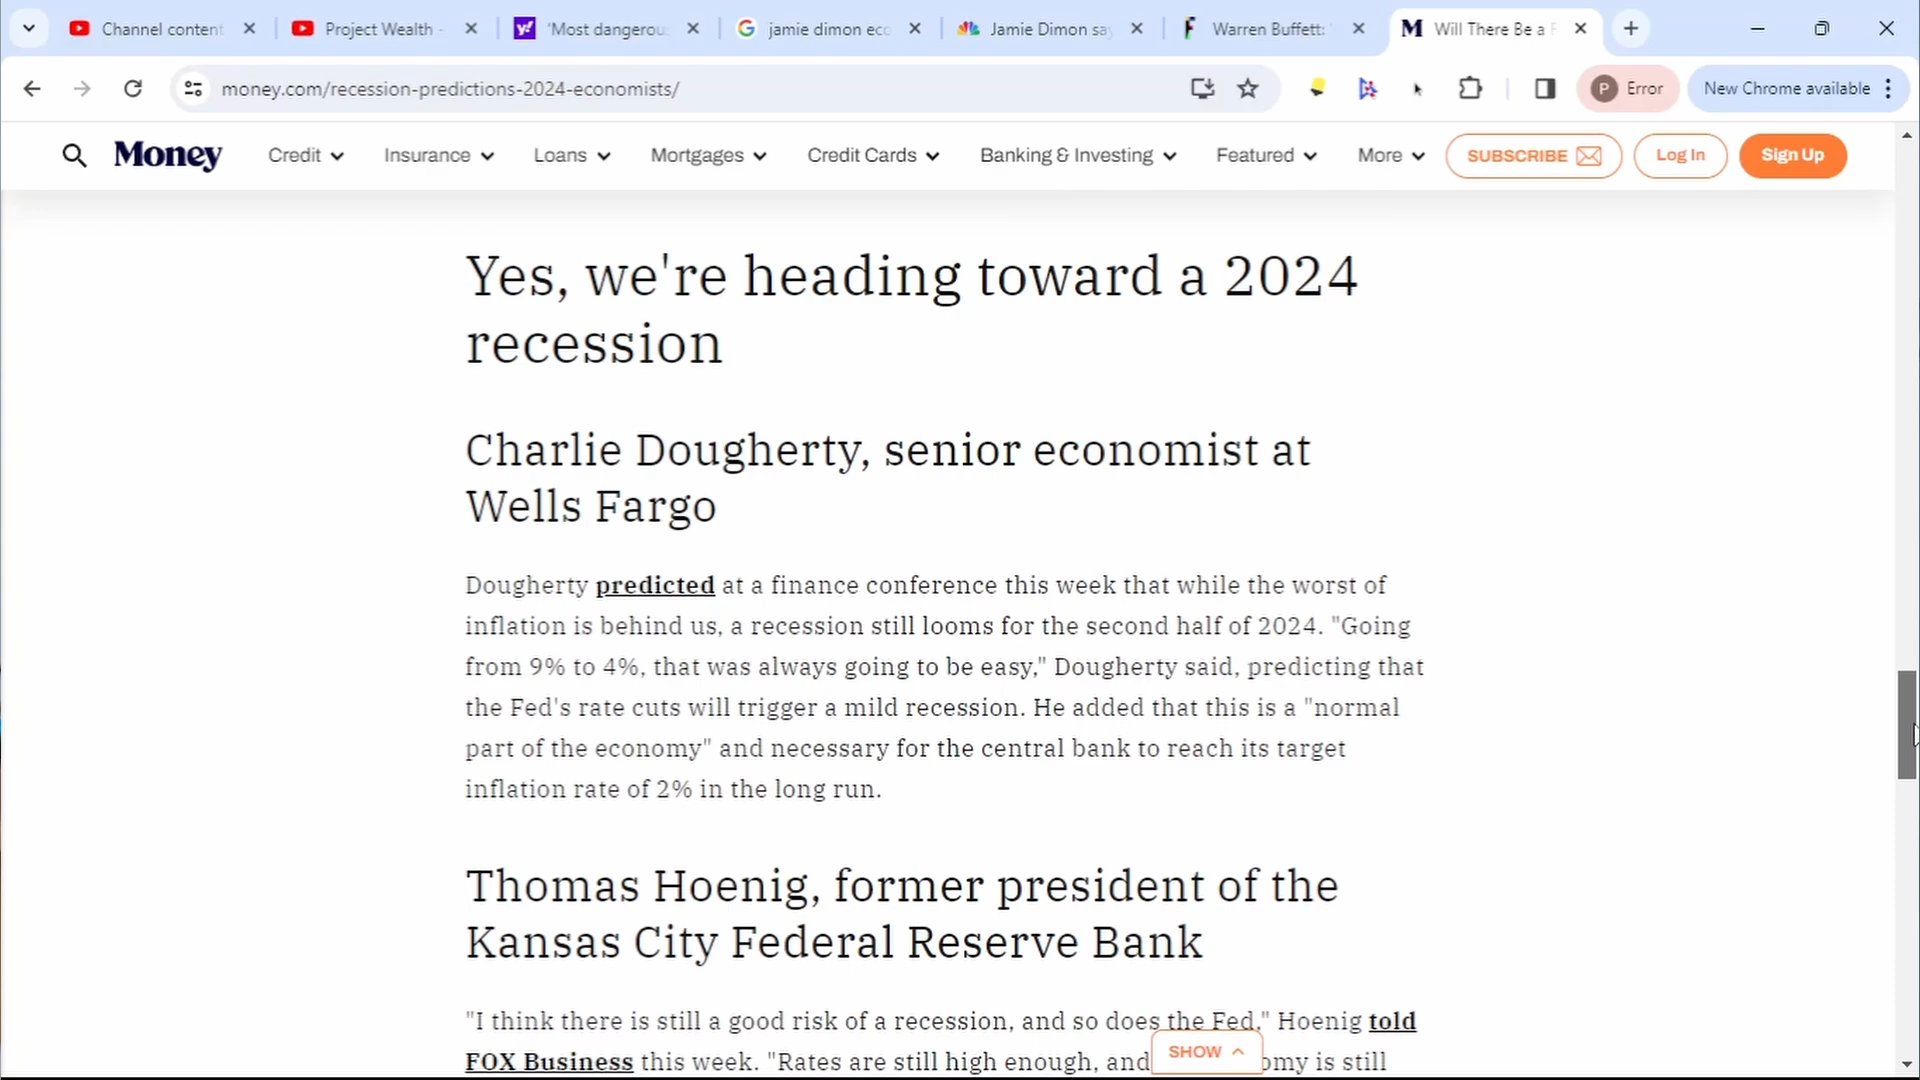 Channel content
Project Wealth -
'Most dangerou
jamie dimon eco
Jamie Dimon sa
Warren Buffett:
Will There Be a
money.com/recession-predictions-2024-economists/
P Error
New Chrome available
Money
Credit
Insurance
Loans
Mortgages
Credit Cards
Banking & Investing
Featured
More
SUBSCRIBE
Log In
Sign Up
Yes, we're heading toward a 2024
recession
Charlie Dougherty, senior economist at
Wells Fargo
Dougherty predicted at a finance conference this week that while the worst of
inflation is behind us, a recession still looms for the second half of 2024. "Going
from 9% to 4%, that was always going to be easy," Dougherty said, predicting that
the Fed's rate cuts will trigger a mild recession. He added that this is a "normal
part of the economy" and necessary for the central bank to reach its target
inflation rate of 2% in the long run.
Thomas Hoenig, former president of the
Kansas City Federal Reserve Bank
"I think there is still a good risk of a recession, and so does the Fed," Hoenig told
FOX Business this week. "Rates are still high enough, and omy is still
SHOW